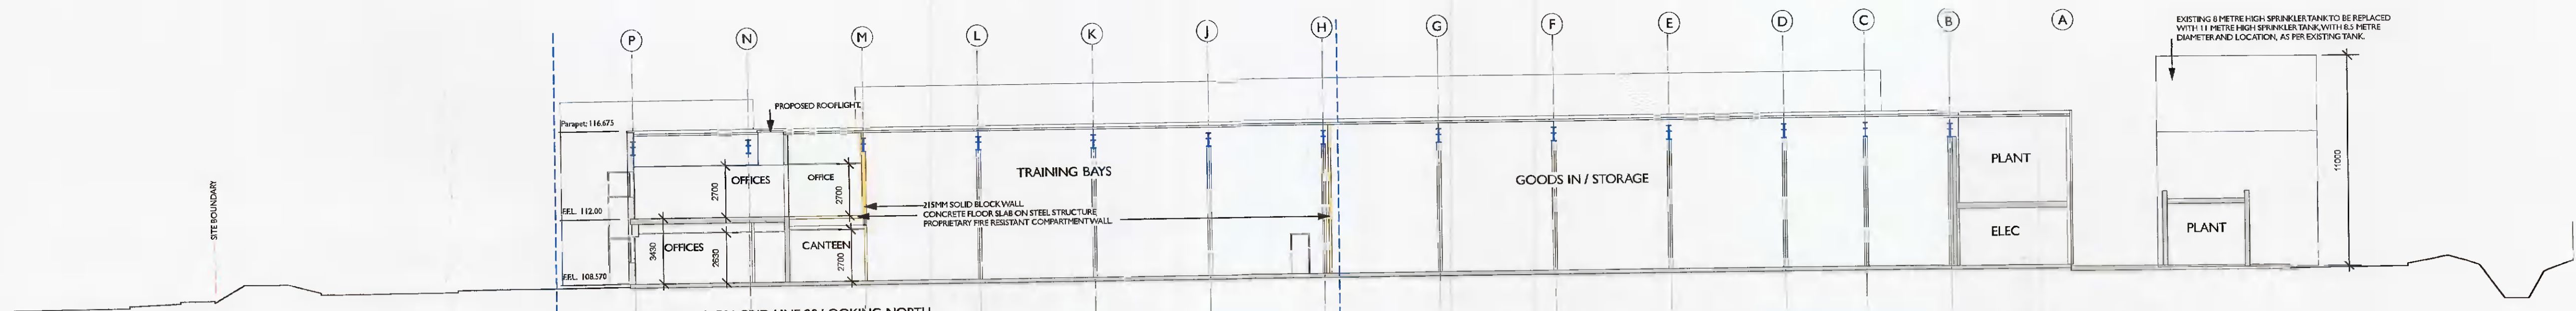 P
N
M
L
K
J
H
G
F
E
D
C
B
A
EXISTING 8 METRE HIGH SPRINKLER TANK TO BE REPLACED
WITH 11 METRE HIGH SPRINKLER TANK, WITH 8.5 METRE
DIAMETER AND LOCATION, AS PER EXISTING TANK.
PROPOSED ROOFLIGHT.
Parapet; 116.675
SITE BOUNDARY
2700
OFFICES
OFFICE
2700
TRAINING BAYS
GOODS IN / STORAGE
PLANT
11000
215MM SOLID BLOCK WALL
CONCRETE FLOOR SLAB ON STEEL STRUCTURE
PROPRIETARY FIRE RESISTANT COMPARTMENT WALL
F.F.L. 112.00
3430
OFFICES
2630
CANTEEN
2700
ELEC
PLANT
F.F.L. 108.570
LOOKING NORTH